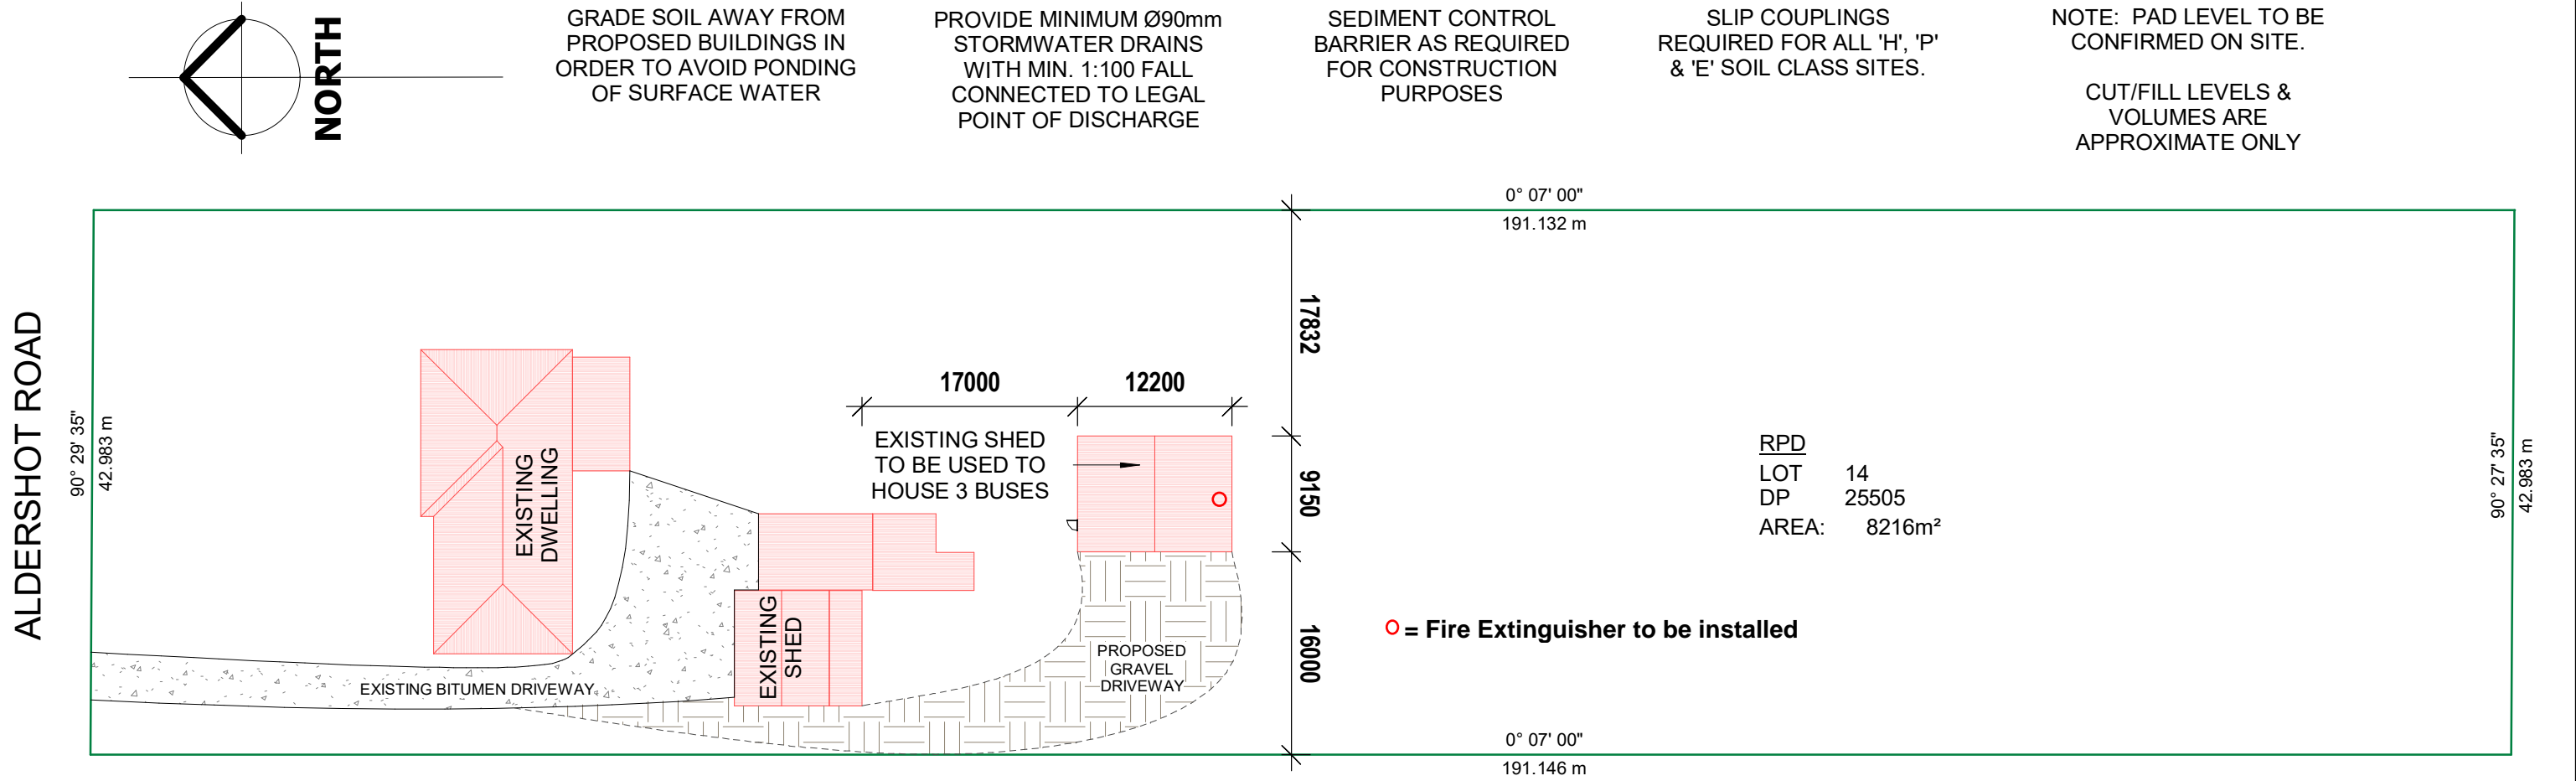 NORTH
GRADE SOIL AWAY FROM
PROPOSED BUILDINGS IN
ORDER TO AVOID PONDING
OF SURFACE WATER
PROVIDE MINIMUM Ø90mm
STORMWATER DRAINS
WITH MIN. 1:100 FALL
CONNECTED TO LEGAL
POINT OF DISCHARGE
SEDIMENT CONTROL
BARRIER AS REQUIRED
FOR CONSTRUCTION
PURPOSES
SLIP COUPLINGS
REQUIRED FOR ALL 'H', 'P'
& 'E' SOIL CLASS SITES.
NOTE: PAD LEVEL TO BE
CONFIRMED ON SITE.
CUT/FILL LEVELS &
VOLUMES ARE
APPROXIMATE ONLY
0° 07' 00"
191.132 m
ALDERSHOT ROAD
90° 29' 35"
42.983 m
EXISTING
DWELLING
17000
12200
17832
EXISTING SHED
TO BE USED TO
HOUSE 3 BUSES
9150
RPD
LOT 14
DP 25505
AREA: 8216m²
90° 27' 35"
42.983 m
EXISTING
SHED
16000
= Fire Extinguisher to be installed
PROPOSED
GRAVEL
DRIVEWAY
EXISTING BITUMEN DRIVEWAY
0° 07' 00"
191.146 m